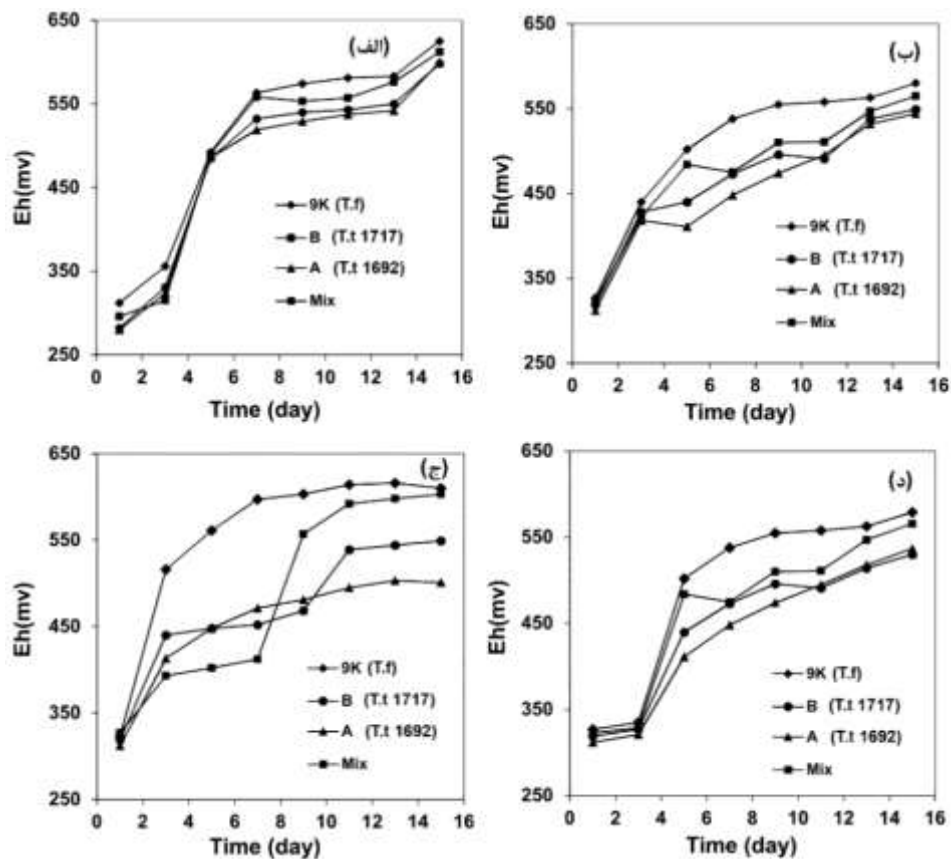 (الف)
Eh(mv)
650
550
450
350
250
9K (T.f)
B (T.t 1717)
A (T.t 1692)
Mix
0 2 4 6 8 10 12 14 16
Time (day)
(ب)
Eh(mv)
650
550
450
350
250
9K (T.f)
B (T.t 1717)
A (T.t 1692)
Mix
0 2 4 6 8 10 12 14 16
Time (day)
(ج)
Eh(mv)
650
550
450
350
250
9K (T.f)
B (T.t 1717)
A (T.t 1692)
Mix
0 2 4 6 8 10 12 14 16
Time (day)
(د)
Eh(mv)
650
550
450
350
250
9K (T.f)
B (T.t 1717)
A (T.t 1692)
Mix
0 2 4 6 8 10 12 14 16
Time (day)